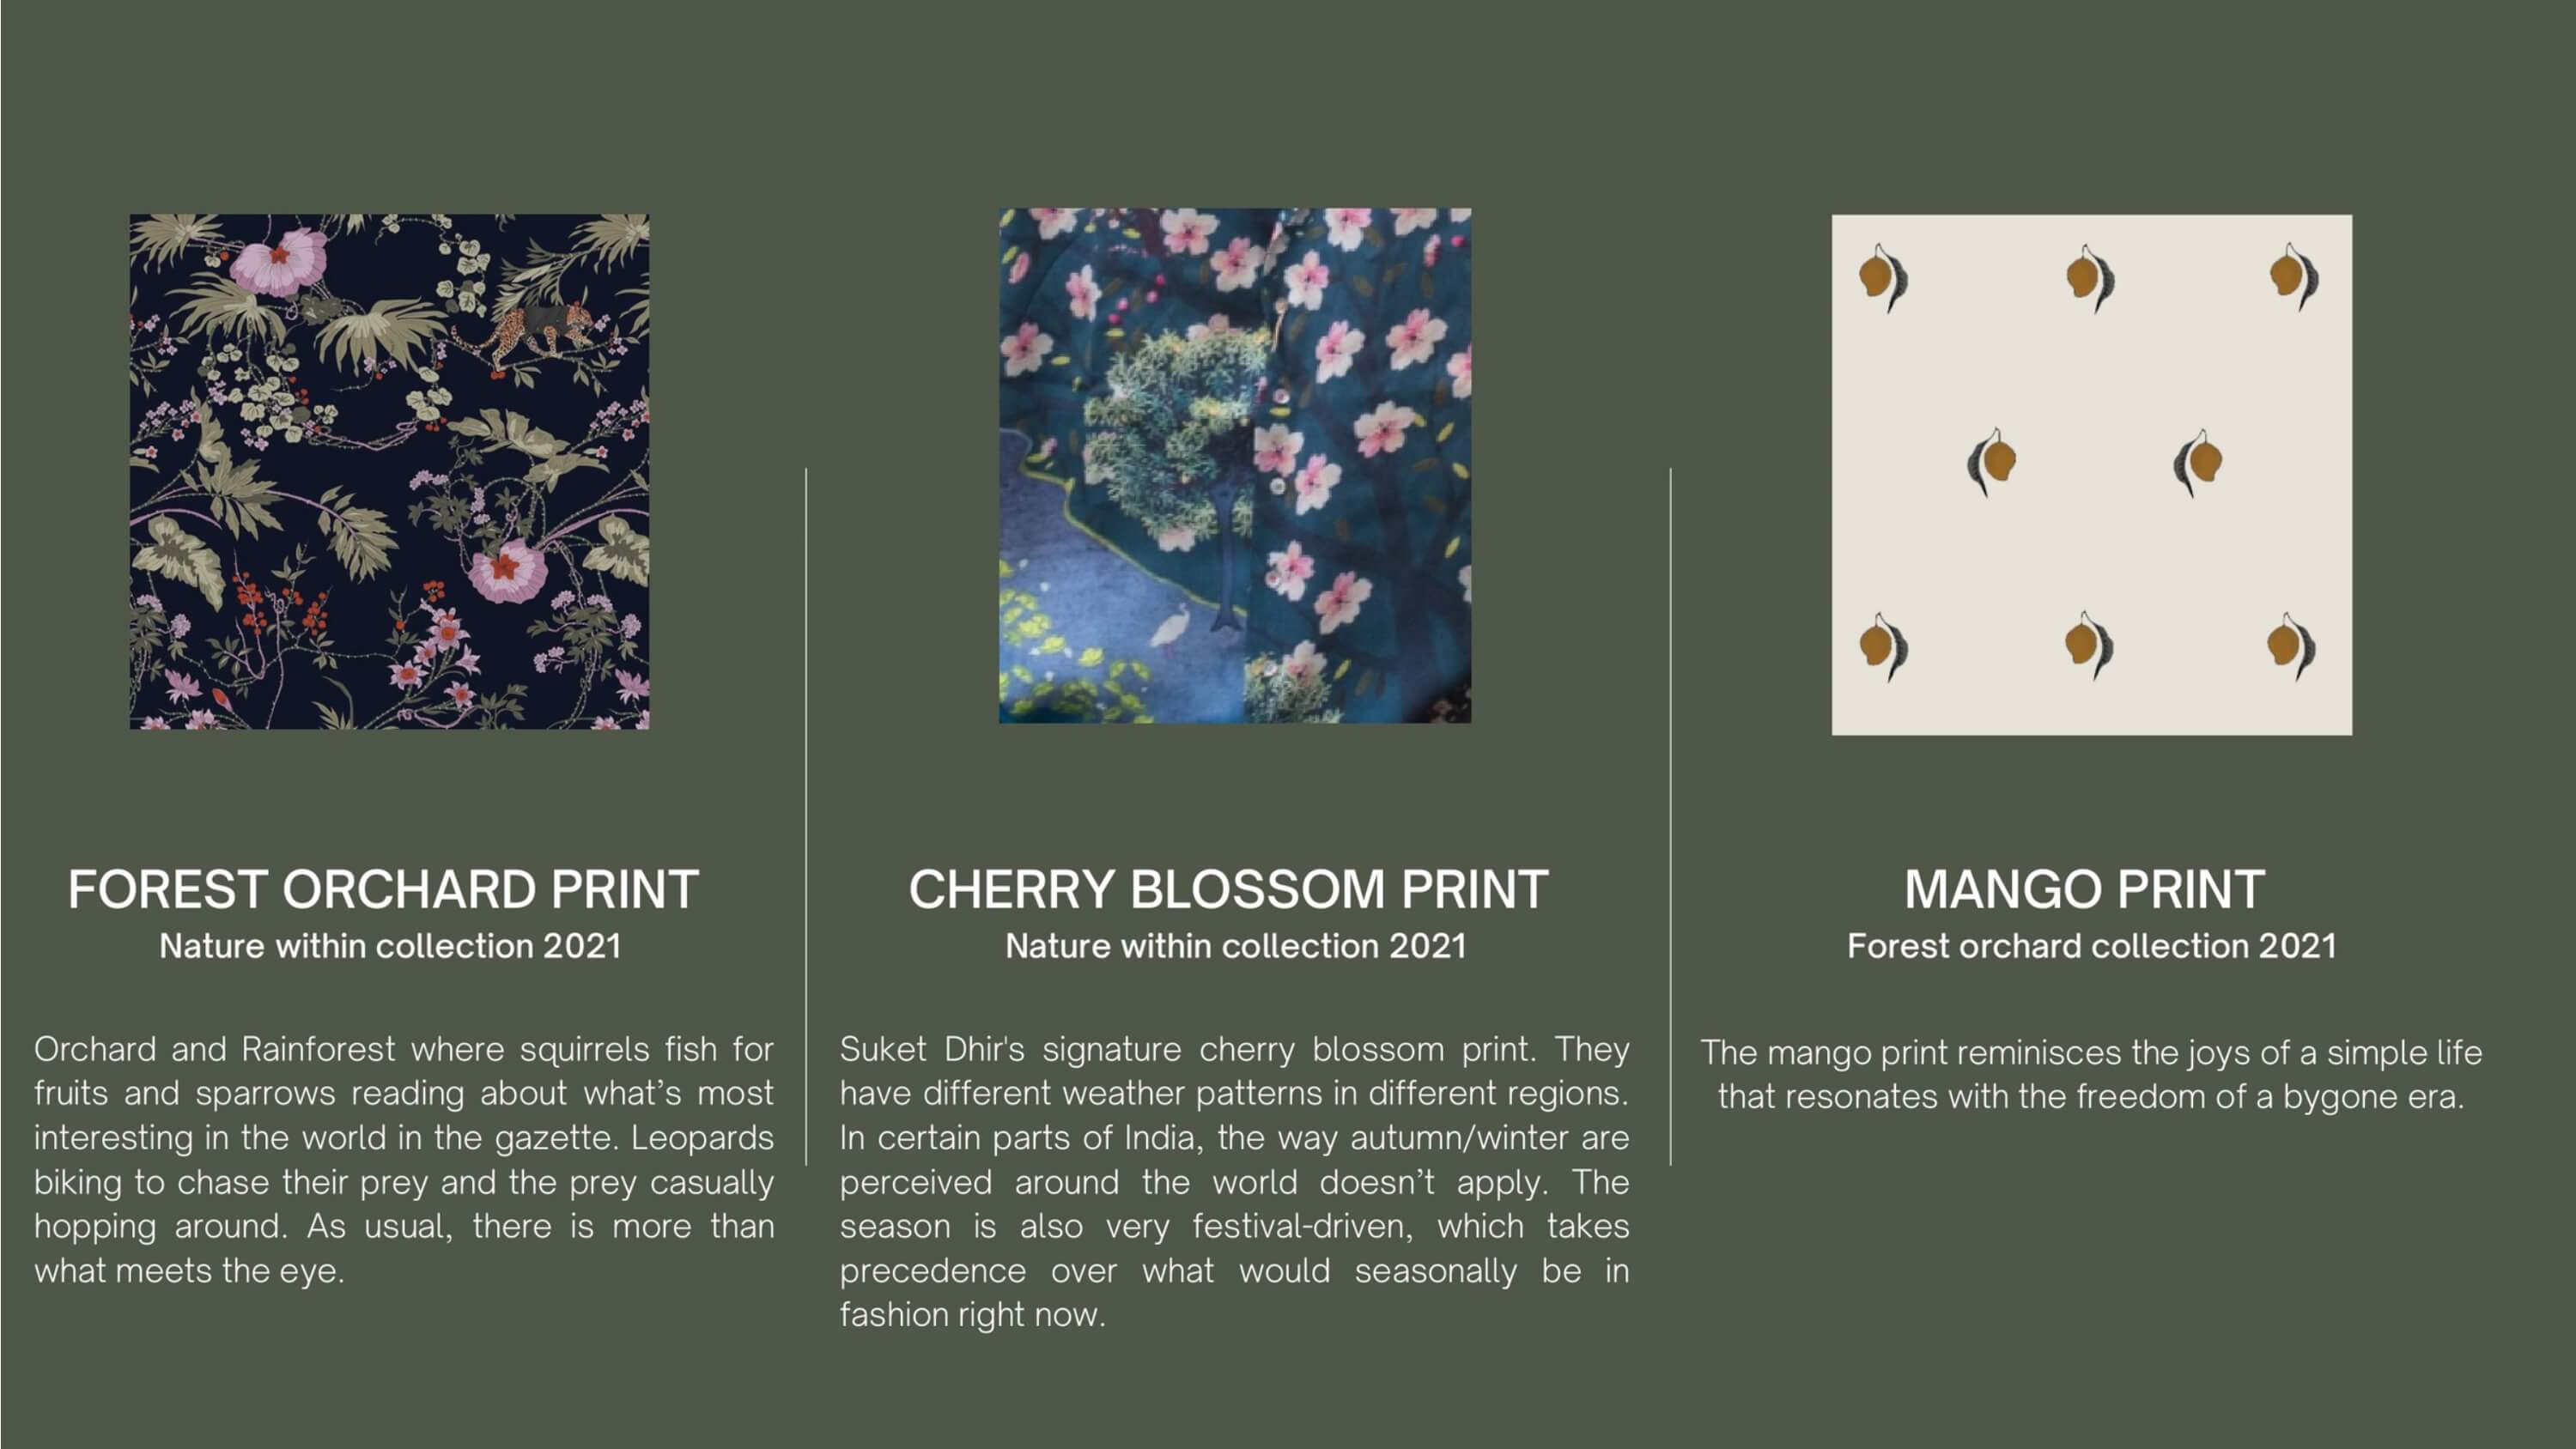 FOREST ORCHARD PRINT
Nature within collection 2021
Orchard and Rainforest where squirrels fish for
fruits and sparrows reading about what’s most
interesting in the world in the gazette. Leopards
biking to chase their prey and the prey casually
hopping around. As usual, there is more than
what meets the eye.
CHERRY BLOSSOM PRINT
Nature within collection 2021
Suket Dhir's signature cherry blossom print. They
have different weather patterns in different regions.
In certain parts of India, the way autumn/winter are
perceived around the world doesn’t apply. The
season is also very festival-driven, which takes
precedence over what would seasonally be in
fashion right now.
MANGO PRINT
Forest orchard collection 2021
The mango print reminisces the joys of a simple life
that resonates with the freedom of a bygone era.